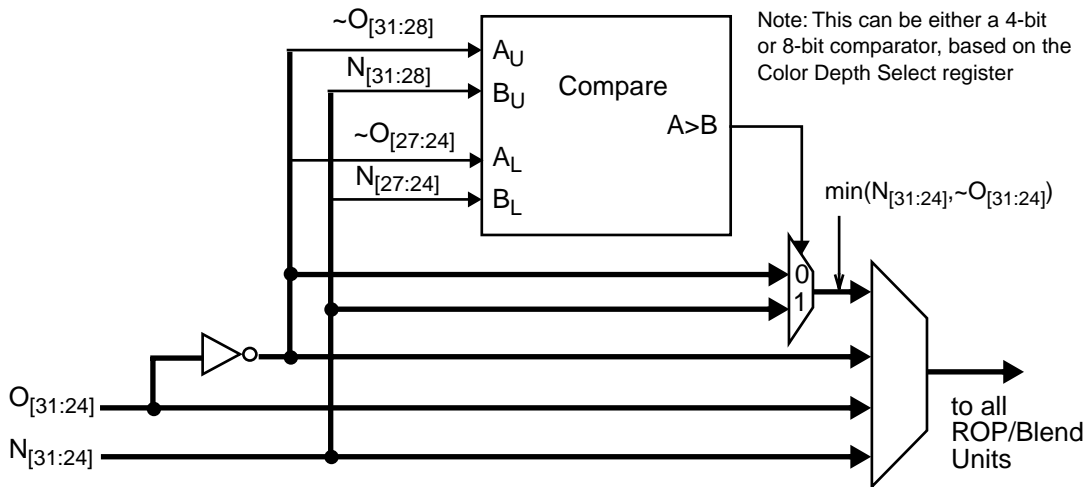 ~O[31:28]
N[31:28]
~O[27:24]
N[27:24]
AU
BU
AL
BL
Compare
A>B
Note: This can be either a 4-bit
or 8-bit comparator, based on the
Color Depth Select register
min(N[31:24],~O[31:24])
0
1
O[31:24]
N[31:24]
to all
ROP/Blend
Units